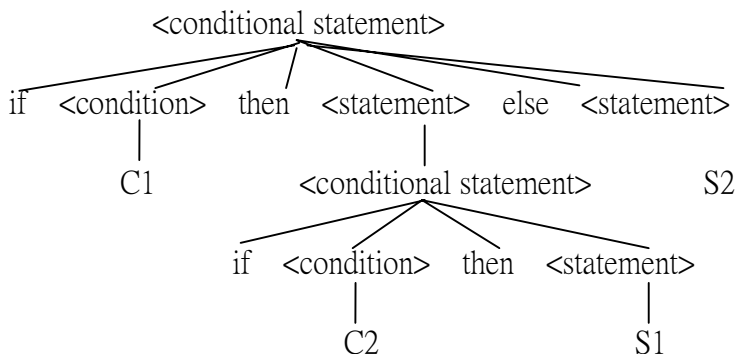 <conditional statement>
if <condition> then <statement> else <statement>
C1 <conditional statement> S2
if <condition> then <statement>
C2 S1